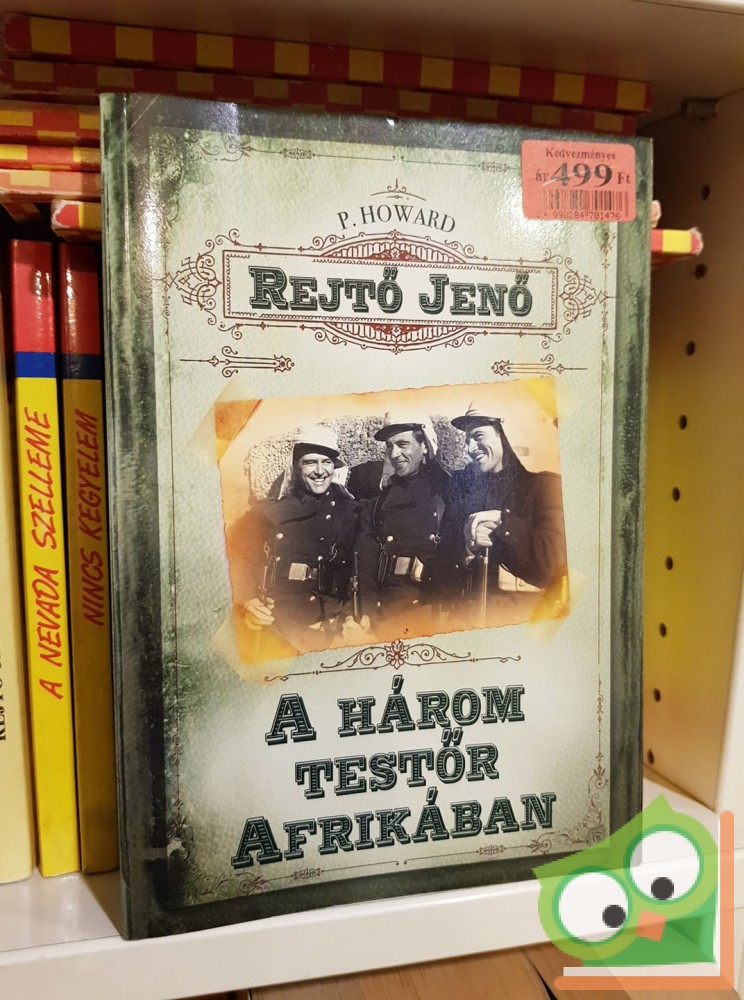 Kedvezményes
ár 499 Ft
P. HOWARD
REJTŐ JENŐ
A HÁROM
TESTŐR
AFRIKÁBAN
A NEVADA SZELLEME
NINCS KEGYELEM